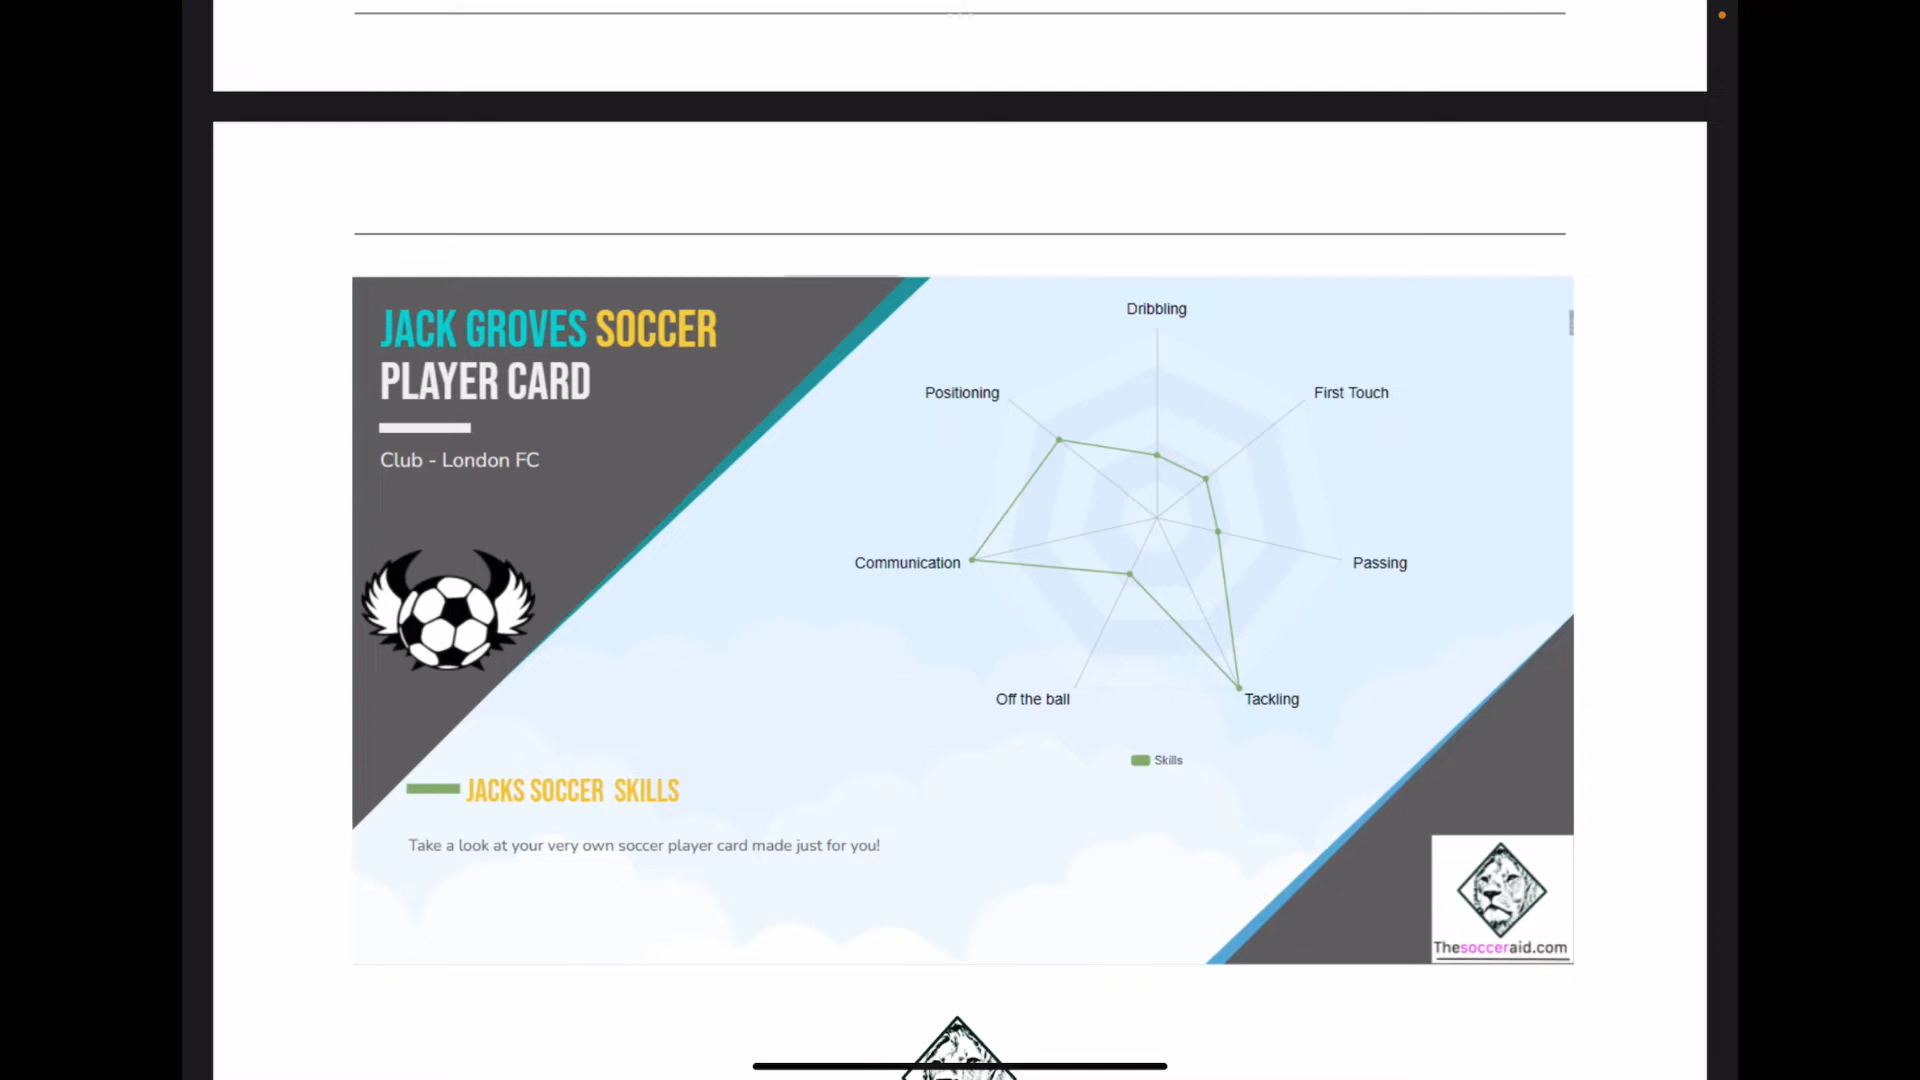 JACK GROVES SOCCER
PLAYER CARD
Club - London FC
Dribbling
Positioning
First Touch
Communication
Passing
Off the ball
Tackling
Skills
JACKS SOCCER SKILLS
Take a look at your very own soccer player card made just for you!
Thesocceraid.com